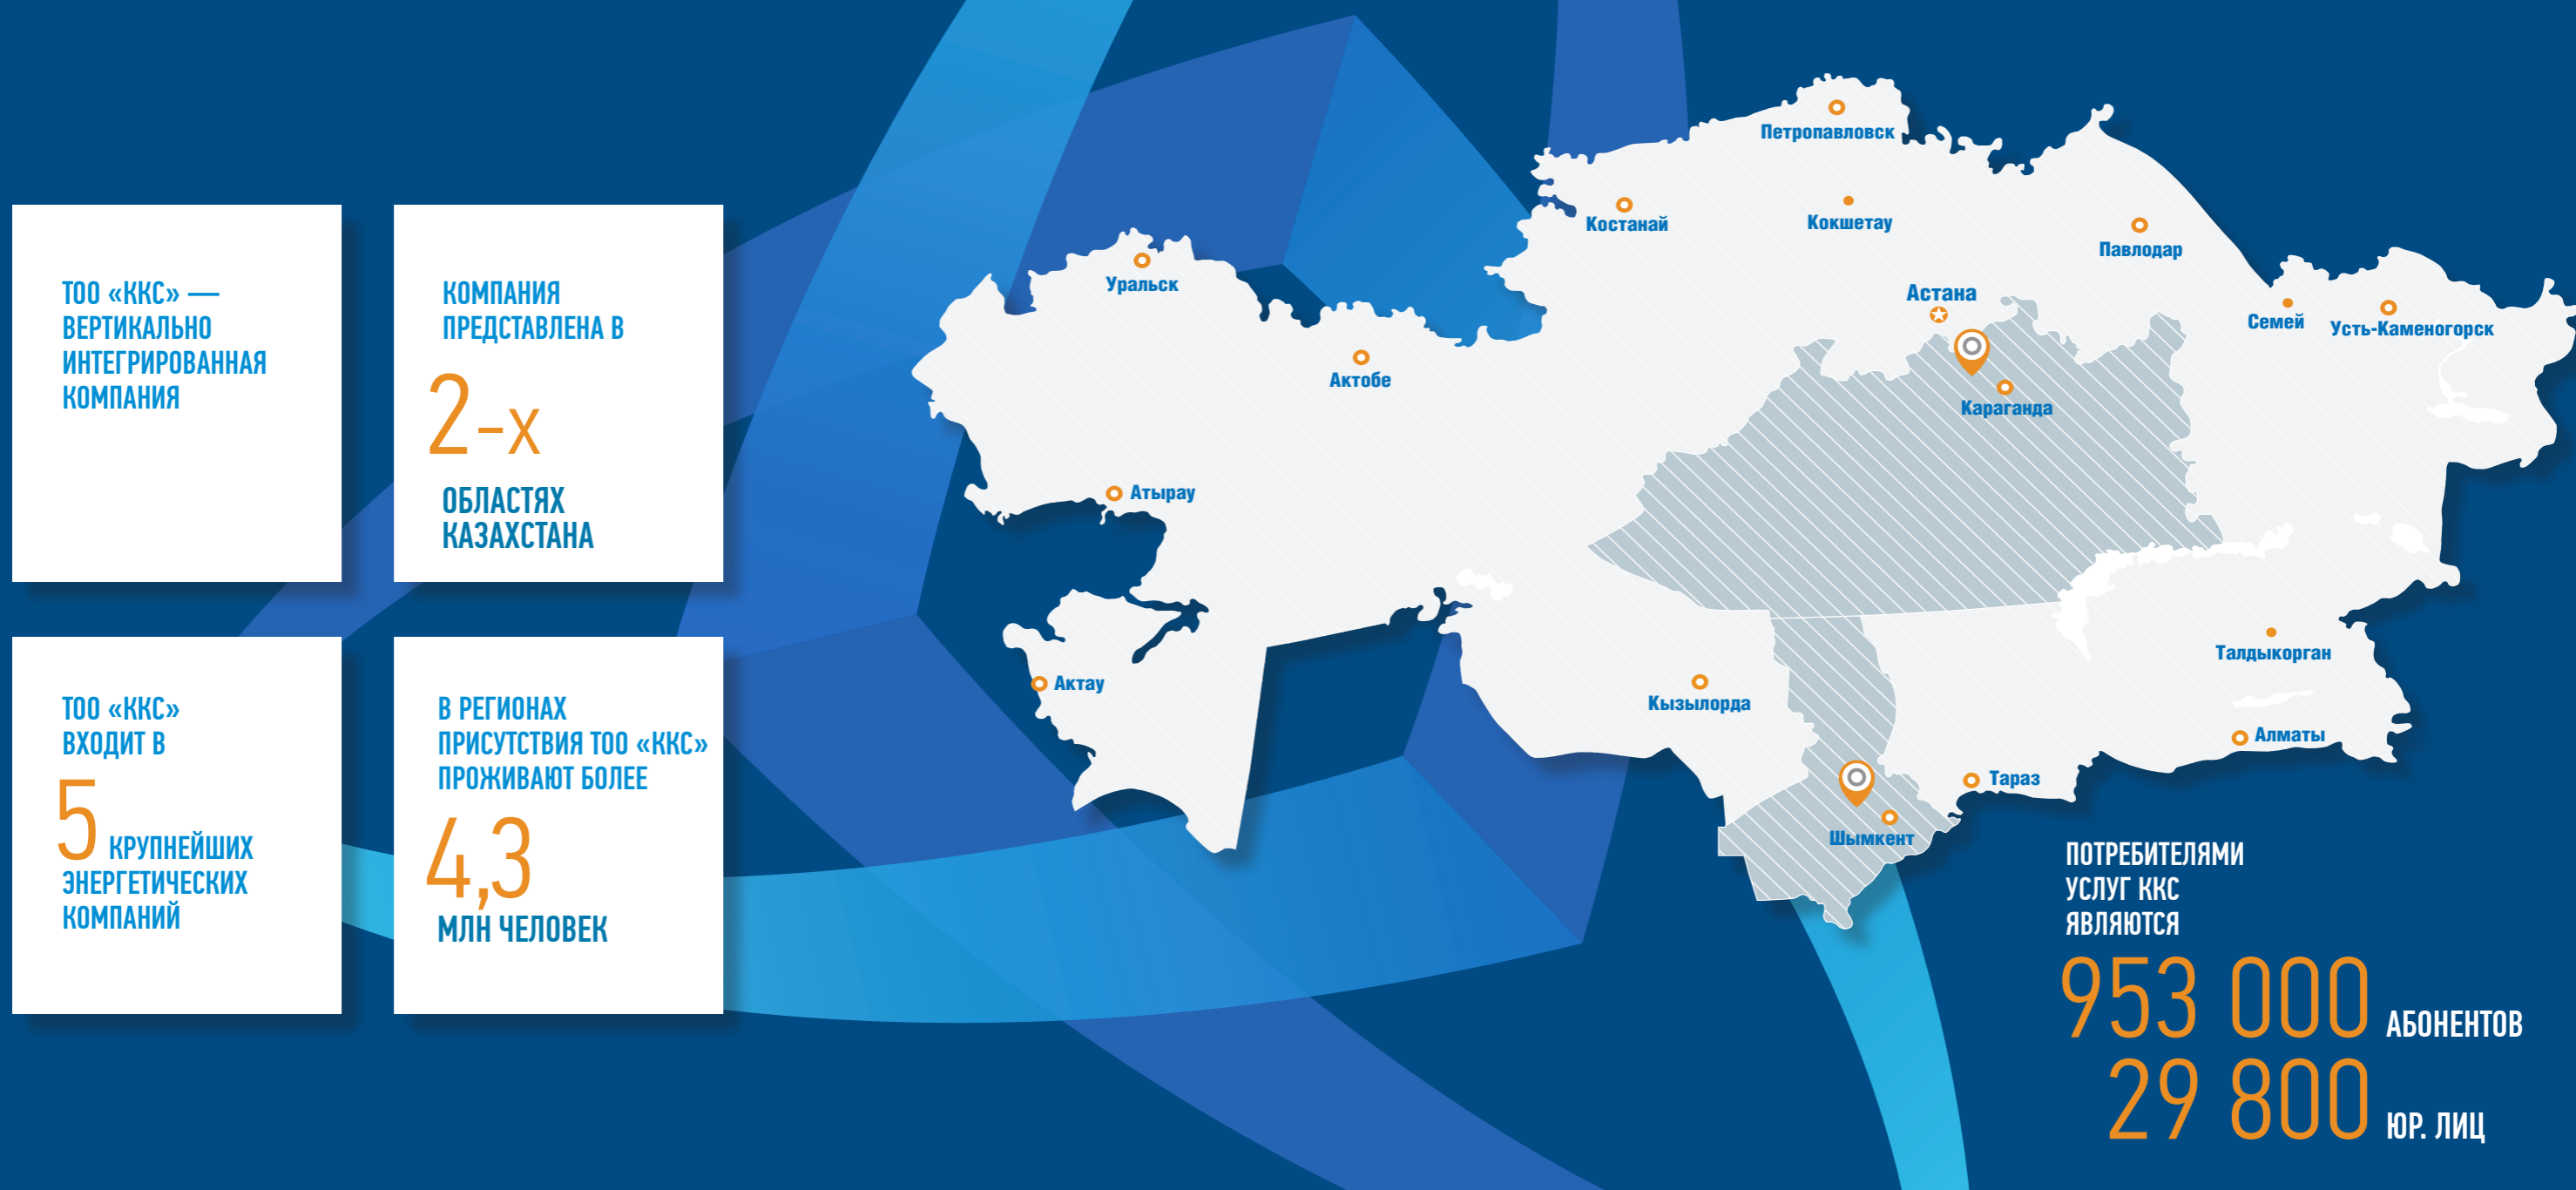 ТОО «ККС» —
ВЕРТИКАЛЬНО
ИНТЕГРИРОВАННАЯ
КОМПАНИЯ
КОМПАНИЯ
ПРЕДСТАВЛЕНА В
2-х
ОБЛАСТЯХ
КАЗАХСТАНА
ТОО «ККС»
ВХОДИТ В
5 КРУПНЕЙШИХ
ЭНЕРГЕТИЧЕСКИХ
КОМПАНИЙ
В РЕГИОНАХ
ПРИСУТСТВИЯ ТОО «ККС»
ПРОЖИВАЮТ БОЛЕЕ
4,3
МЛН ЧЕЛОВЕК
Петропавловск
Костанай
Кокшетау
Павлодар
Уральск
Астана
Семей
Усть-Каменогорск
Актобе
Караганда
Атырау
Талдыкорган
Актау
Кызылорда
Алматы
Тараз
Шымкент
ПОТРЕБИТЕЛЯМИ
УСЛУГ ККС
ЯВЛЯЮТСЯ
953 000 АБОНЕНТОВ
29 800 ЮР. ЛИЦ